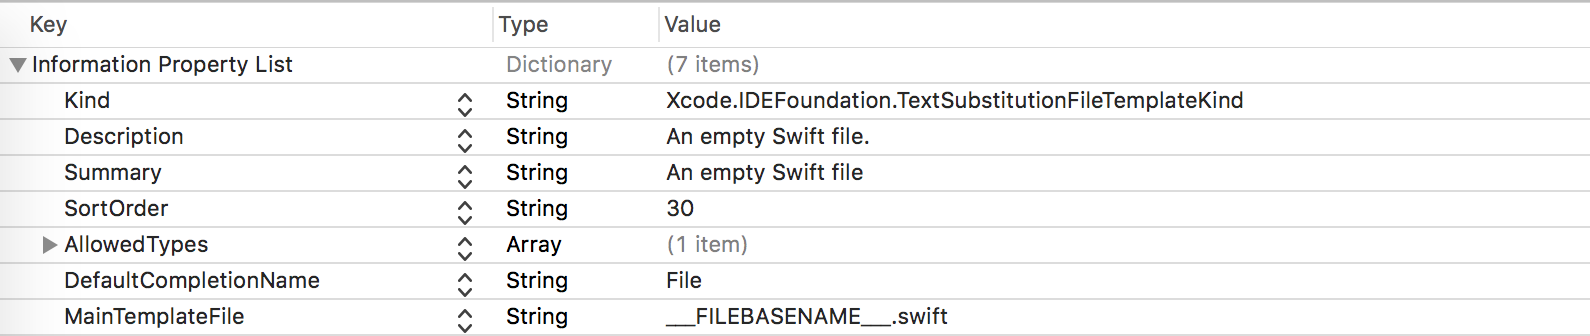 Key Type Value
Information Property List Dictionary (7 items)
Kind String Xcode.IDEFoundation.TextSubstitutionFileTemplateKind
Description String An empty Swift file.
Summary String An empty Swift file
SortOrder String 30
AllowedTypes Array (1 item)
DefaultCompletionName String File
MainTemplateFile String ___FILEBASENAME___.swift